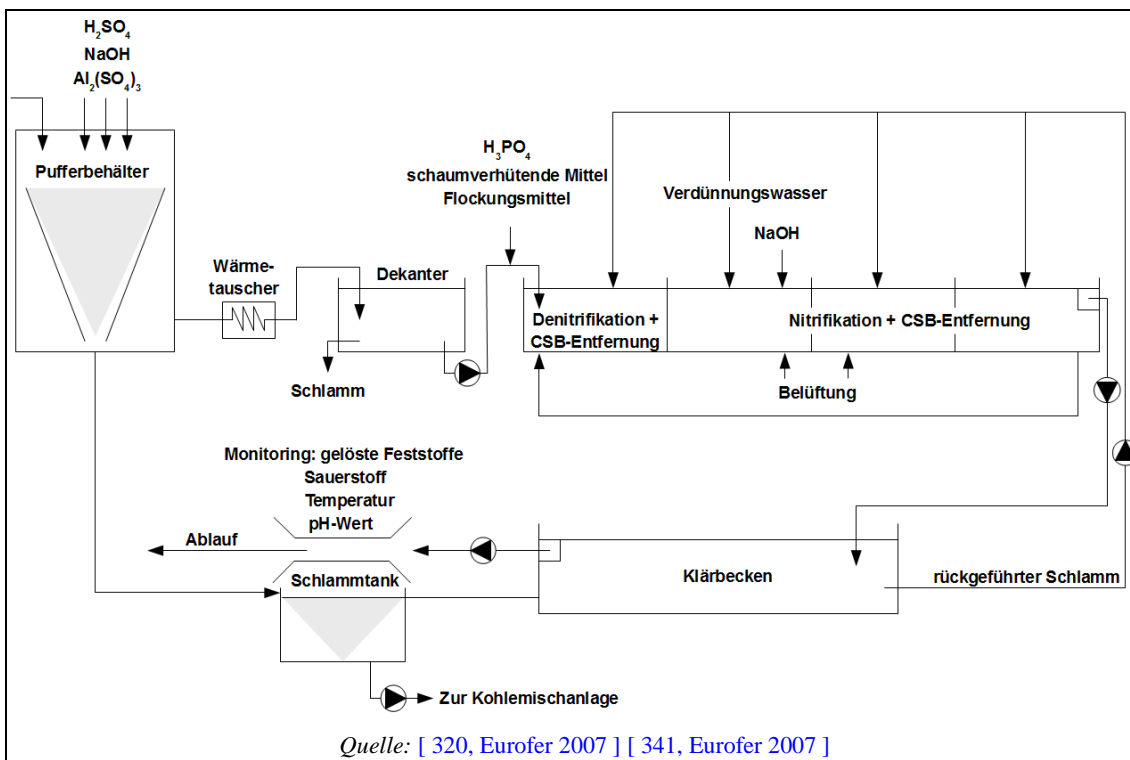 H₂SO₄
NaOH
Al₂(SO₄)₃
Pufferbehälter
H₃PO₄
schaumverhütende Mittel
Flockungsmittel
Verdünnungswasser
NaOH
Wärme-
tauscher
Dekanter
Denitrifikation +
CSB-Entfernung
Nitrifikation + CSB-Entfernung
Schlamm
Belüftung
Monitoring: gelöste Feststoffe
Sauerstoff
Temperatur
pH-Wert
Ablauf
Schlammtank
Klärbecken
rückgeführter Schlamm
Zur Kohlemischanlage
Quelle: [ 320, Eurofer 2007 ] [ 341, Eurofer 2007 ]